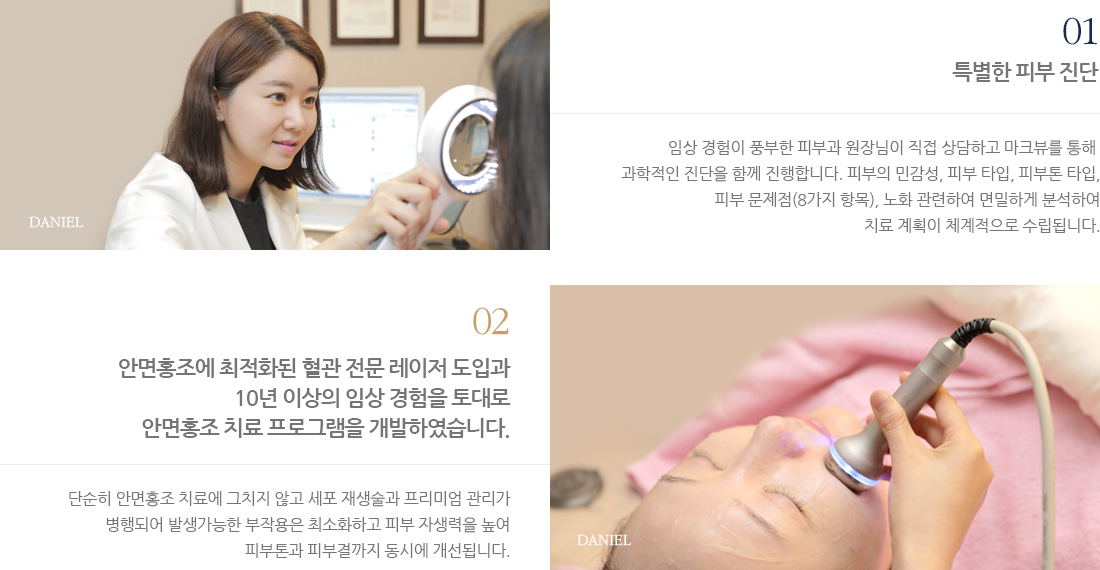 01
특별한 피부 진단
임상 경험이 풍부한 피부과 원장님이 직접 상담하고 마크뷰를 통해
과학적인 진단을 함께 진행합니다. 피부의 민감성, 피부 타입, 피부톤 타입,
피부 문제점(8가지 항목), 노화 관련하여 면밀하게 분석하여
치료 계획이 체계적으로 수립됩니다.
DANIEL
02
안면홍조에 최적화된 혈관 전문 레이저 도입과
10년 이상의 임상 경험을 토대로
안면홍조 치료 프로그램을 개발하였습니다.
단순히 안면홍조 치료에 그치지 않고 세포 재생술과 프리미엄 관리가
병행되어 발생가능한 부작용은 최소화하고 피부 자생력을 높여
피부톤과 피부결까지 동시에 개선됩니다.
DANIEL